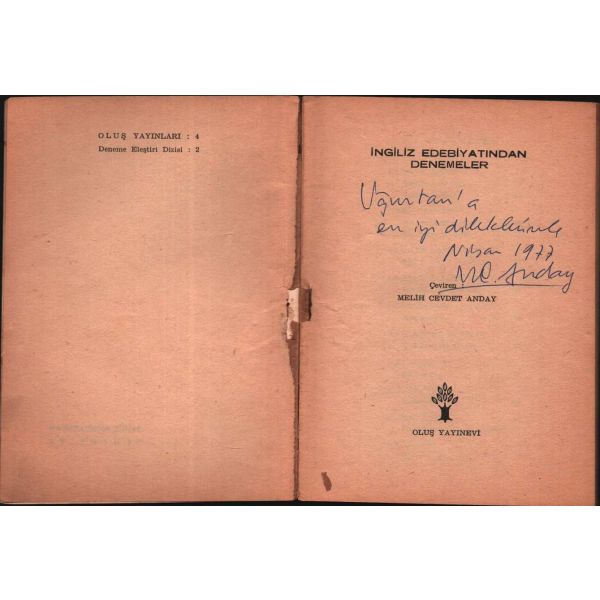 OLUŞ YAYINLARI : 4
Deneme Eleştiri Dizisi : 2
İNGİLİZ EDEBİYATINDAN
DENEMELER
Uğurtan'a
en iyi dileklerimle
Nisan 1977
M.C. Anday
Çeviren
MELİH CEVDET ANDAY
OLUŞ YAYINEVİ